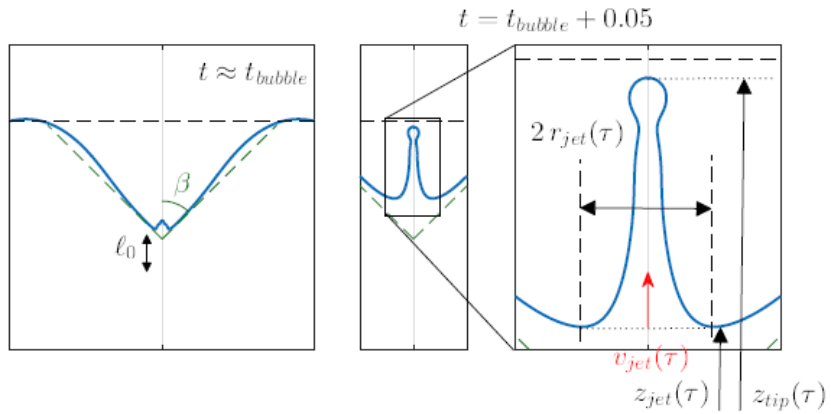 t = t_{bubble} + 0.05
t ≈ t_{bubble}
2 r_{jet}(τ)
β
ℓ_0
v_{jet}(τ)
z_{jet}(τ)
z_{tip}(τ)